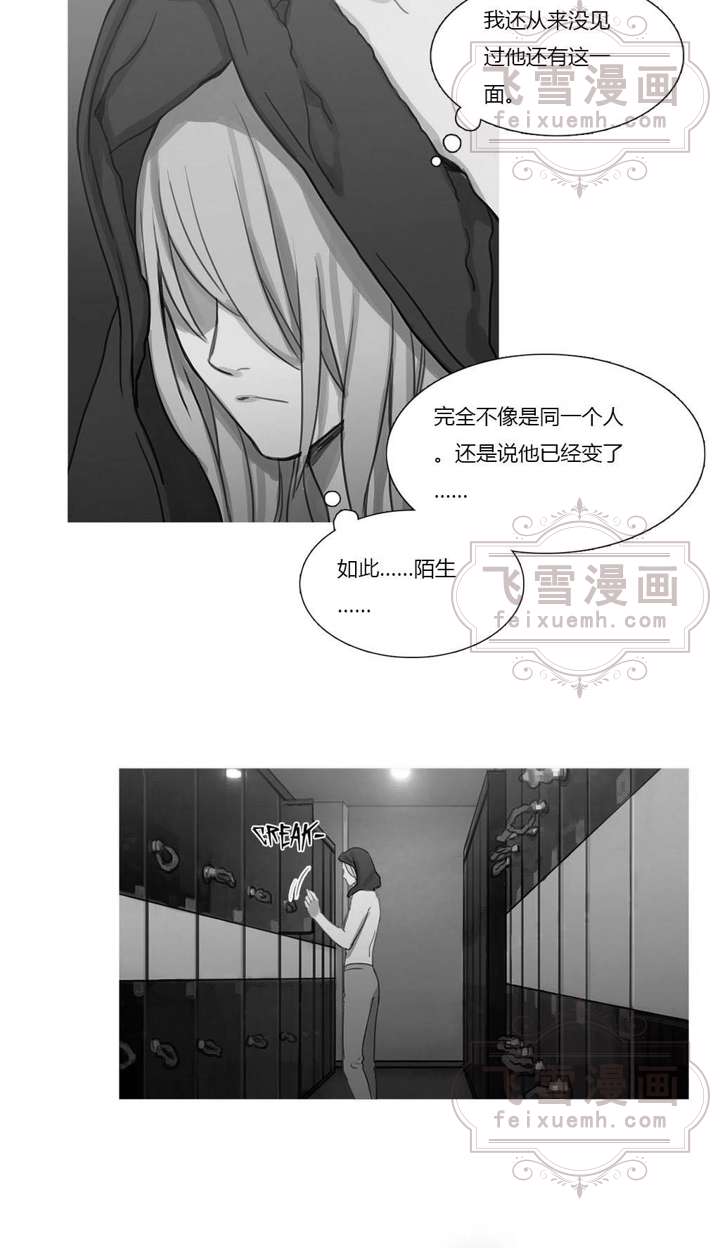 我还从来没见
过他还有这一
面。
飞雪漫画
feixuemh.com
完全不像是同一个人
。还是说他已经变了
......
如此......陌生
......
飞雪漫画
feixuemh.com
CREAK-
飞雪漫画
feixuemh.com